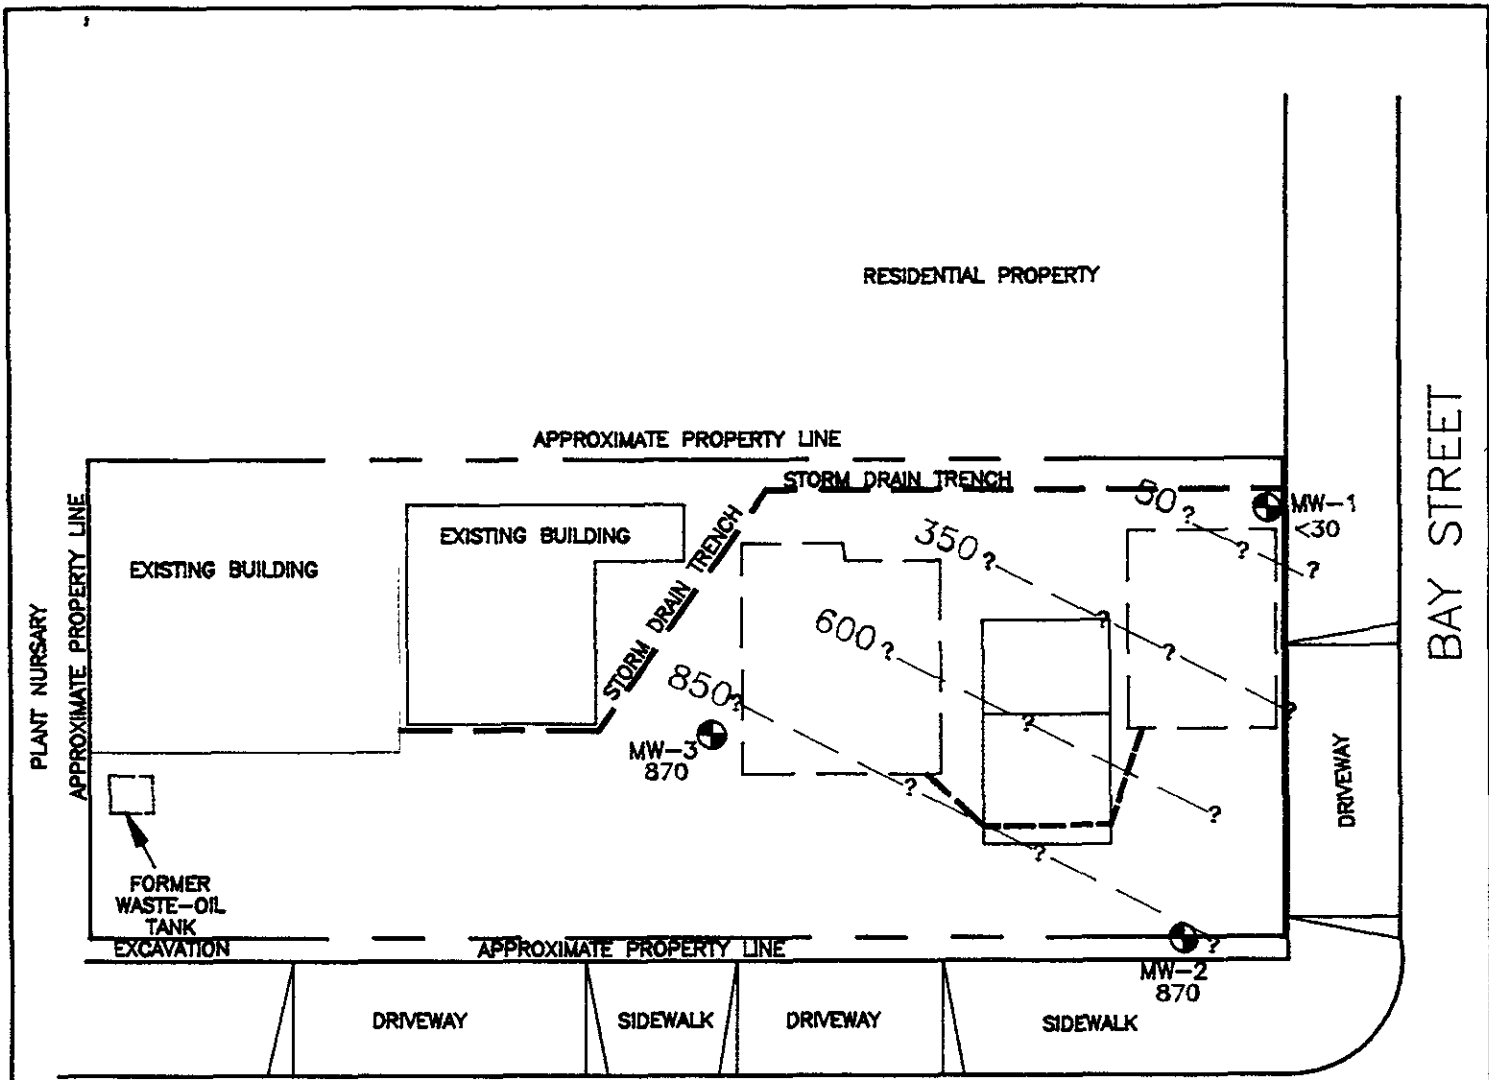 RESIDENTIAL PROPERTY
BAY STREET
APPROXIMATE PROPERTY LINE
STORM DRAIN TRENCH
50 ?
?
?
MW-1
<30
EXISTING BUILDING
EXISTING BUILDING
350 ?
?
?
?
PLANT NURSARY
APPROXIMATE PROPERTY LINE
STORM DRAIN TRENCH
600 ?
?
?
850 ?
?
?
?
MW-3
870
DRIVEWAY
FORMER
WASTE-OIL
TANK
EXCAVATION
APPROXIMATE PROPERTY LINE
MW-2
870
DRIVEWAY
SIDEWALK
DRIVEWAY
SIDEWALK